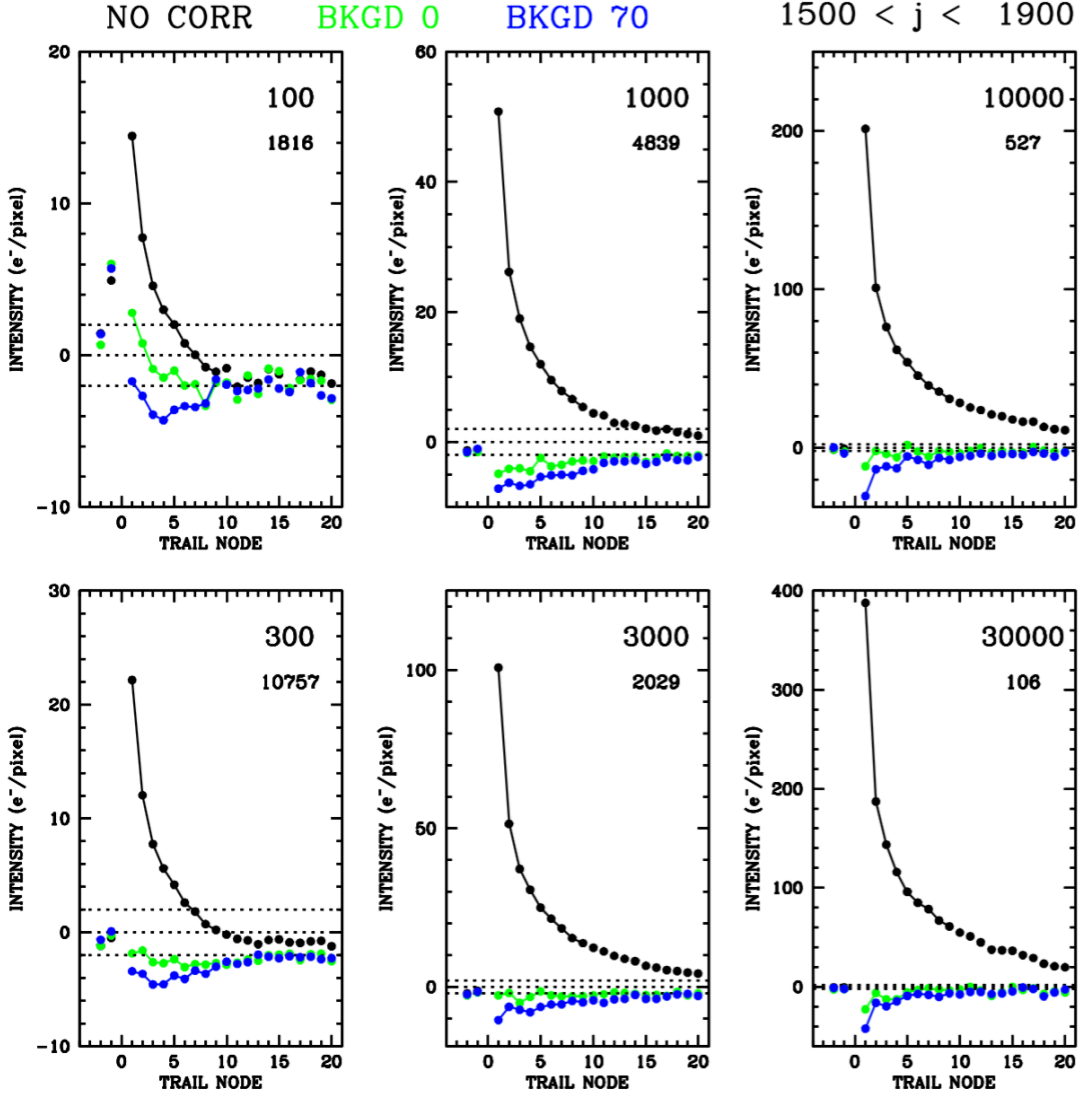 NO CORR BKGD 0 BKGD 70 1500 < j < 1900
20
10
0
−10
INTENSITY (e⁻/pixel)
100
1816
0 5 10 15 20
TRAIL NODE
60
40
20
0
INTENSITY (e⁻/pixel)
1000
4839
0 5 10 15 20
TRAIL NODE
200
100
0
INTENSITY (e⁻/pixel)
10000
527
0 5 10 15 20
TRAIL NODE
30
20
10
0
−10
INTENSITY (e⁻/pixel)
300
10757
0 5 10 15 20
TRAIL NODE
100
50
0
INTENSITY (e⁻/pixel)
3000
2029
0 5 10 15 20
TRAIL NODE
400
300
200
100
0
INTENSITY (e⁻/pixel)
30000
106
0 5 10 15 20
TRAIL NODE